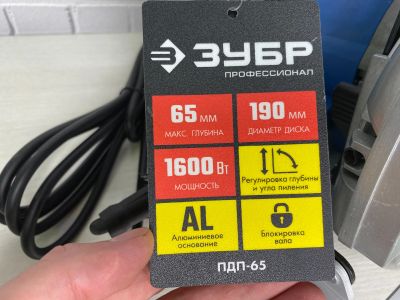 ЗУБР
ПРОФЕССИОНАЛ
65 мм
МАКС. ГЛУБИНА
190 мм
ДИАМЕТР ДИСКА
1600 Вт
МОЩНОСТЬ
Регулировка глубины
и угла пиления
AL
Алюминиевое
основание
Блокировка
вала
ПДП-65